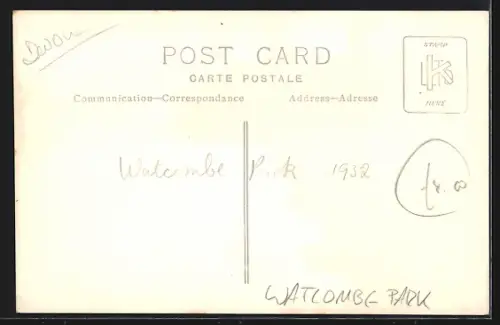 Devon
POST CARD
CARTE POSTALE
STAMP
HERE
Communication—Correspondance Address—Adresse
Watcombe Park 1932
WATCOMBE PARK